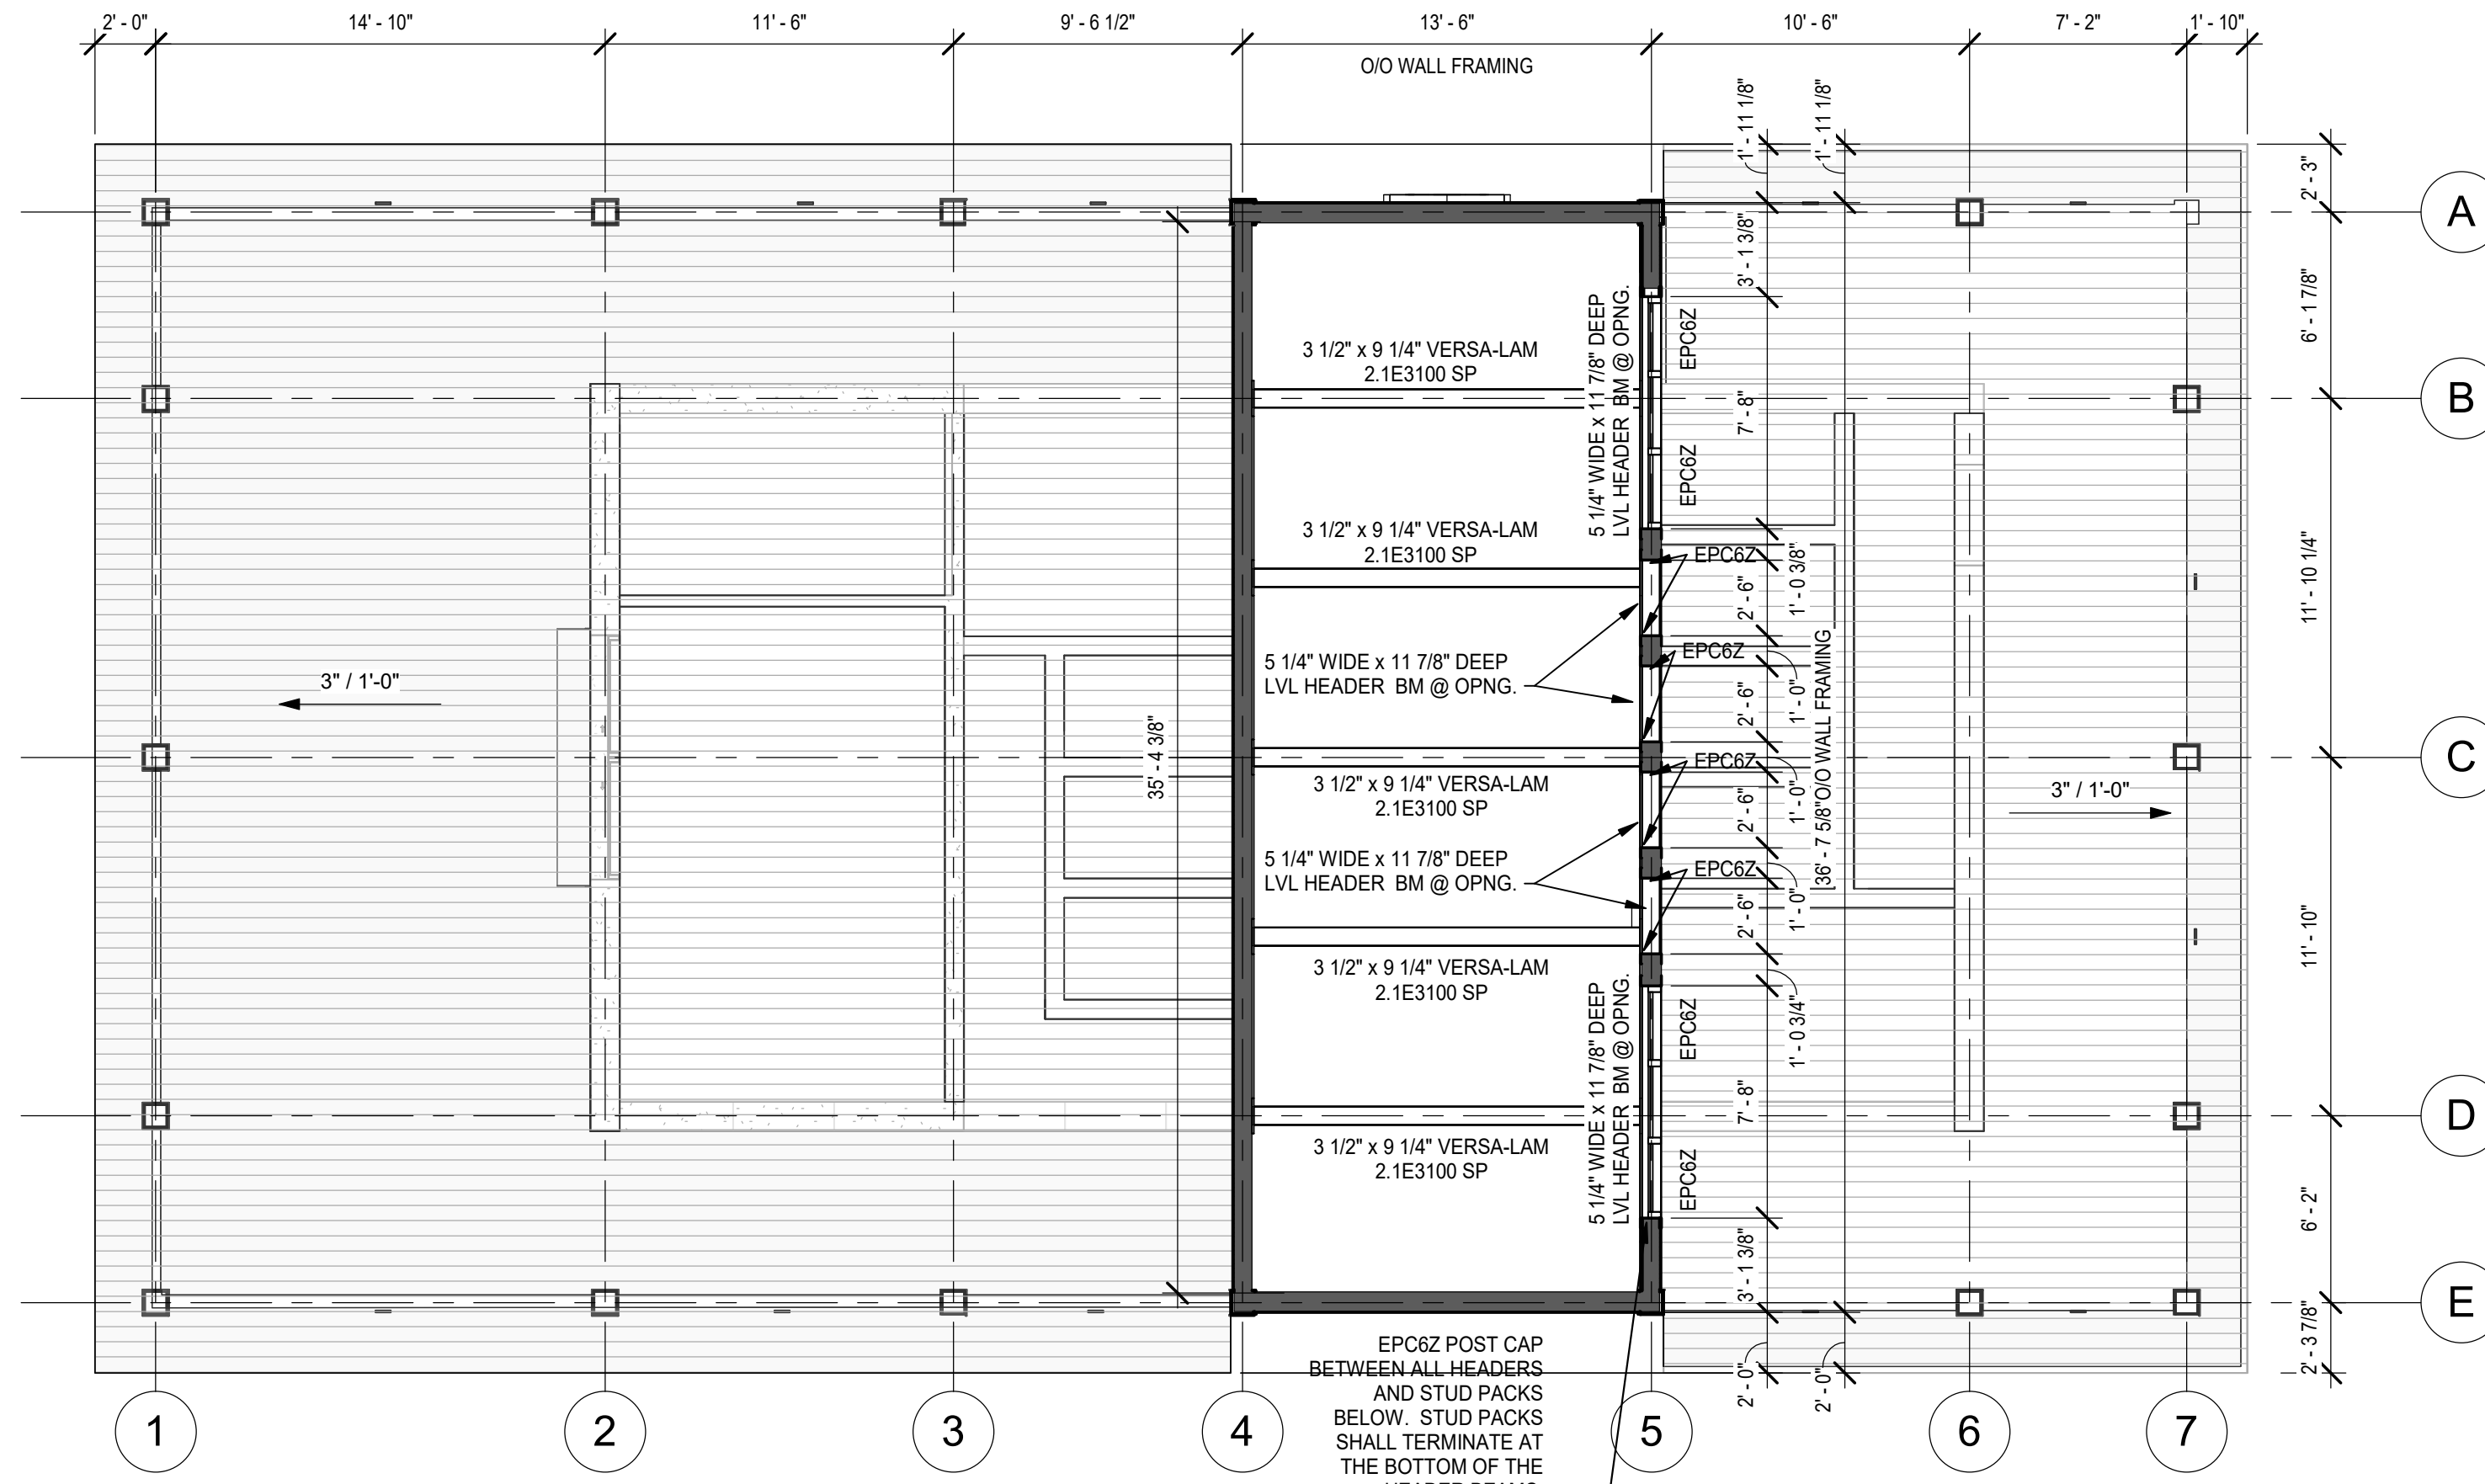 2' - 0"
14' - 10"
11' - 6"
9' - 6 1/2"
13' - 6"
10' - 6"
7' - 2"
1' - 10"
O/O WALL FRAMING
1' - 11 1/8"
1' - 11 1/8"
2' - 3"
A
3' - 1 3/8"
6' - 1 7/8"
5 1/4" WIDE x 11 7/8" DEEP
LVL HEADER BM @ OPNG.
EPC6Z
3 1/2" x 9 1/4" VERSA-LAM
2.1E3100 SP
7' - 8"
B
EPC6Z
3 1/2" x 9 1/4" VERSA-LAM
2.1E3100 SP
EPC6Z
1' - 0 3/8"
11' - 10 1/4"
2' - 6"
EPC6Z
5 1/4" WIDE x 11 7/8" DEEP
LVL HEADER BM @ OPNG.
3" / 1'-0"
2' - 6"
1' - 0"
36' - 7 5/8"O/O WALL FRAMING
35' - 4 3/8"
EPC6Z
C
3 1/2" x 9 1/4" VERSA-LAM
2.1E3100 SP
2' - 6"
1' - 0"
3" / 1'-0"
5 1/4" WIDE x 11 7/8" DEEP
LVL HEADER BM @ OPNG.
EPC6Z
2' - 6"
1' - 0"
11' - 10"
3 1/2" x 9 1/4" VERSA-LAM
2.1E3100 SP
5 1/4" WIDE x 11 7/8" DEEP
LVL HEADER BM @ OPNG.
EPC6Z
1' - 0 3/4"
7' - 8"
D
3 1/2" x 9 1/4" VERSA-LAM
2.1E3100 SP
EPC6Z
6' - 2"
3' - 1 3/8"
E
2' - 0"
2' - 0"
2' - 3 7/8"
EPC6Z POST CAP
BETWEEN ALL HEADERS
AND STUD PACKS
BELOW. STUD PACKS
SHALL TERMINATE AT
THE BOTTOM OF THE
HEADER BEAMS
1
2
3
4
5
6
7